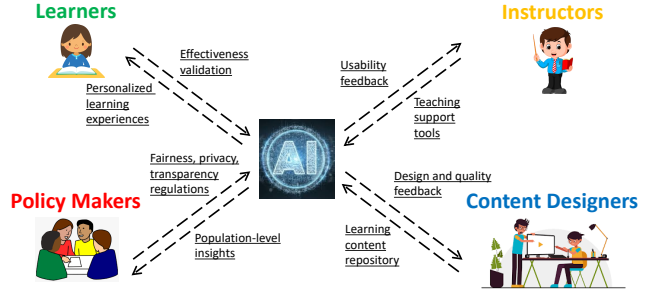 Learners
Instructors
Effectiveness
validation
Usability
feedback
Personalized
learning
experiences
Teaching
support
tools
AI
Fairness, privacy,
transparency
regulations
Design and quality
feedback
Policy Makers
Content Designers
Population-level
insights
Learning
content
repository